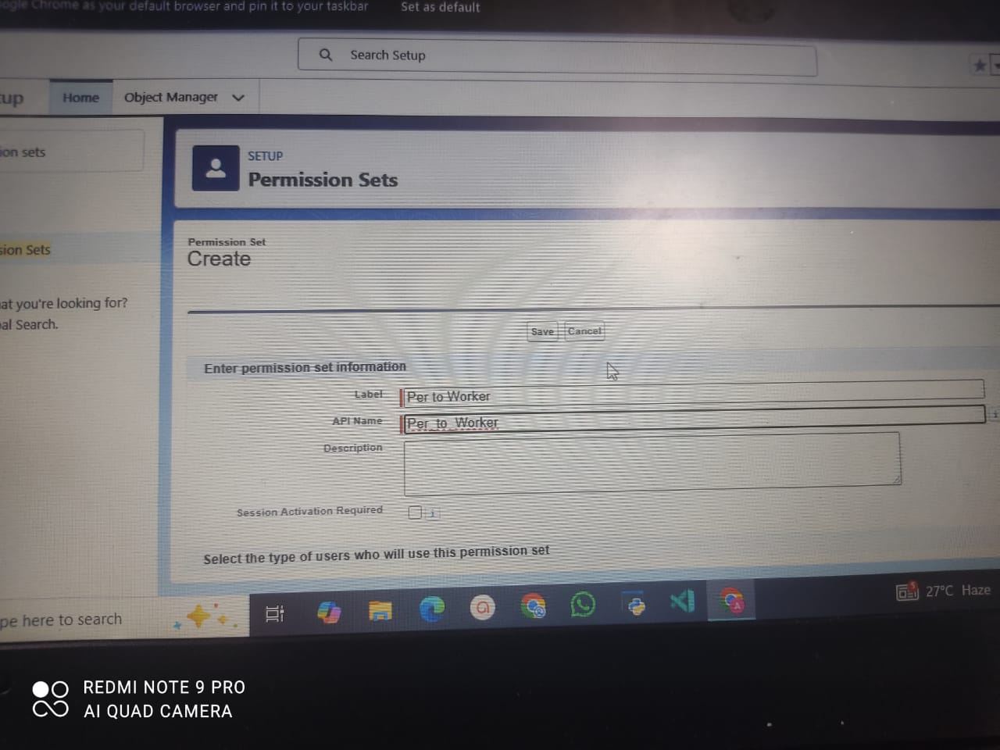 ogle Chrome as your default browser and pin it to your taskbar Set as default
Search Setup
up Home Object Manager
ion sets
SETUP
Permission Sets
sion Sets
at you're looking for?
al Search.
Permission Set
Create
Save Cancel
Enter permission set information
Label Per to Worker
API Name Per_to_Worker
Description
Session Activation Required i
Select the type of users who will use this permission set
pe here to search
27°C Haze
REDMI NOTE 9 PRO
AI QUAD CAMERA